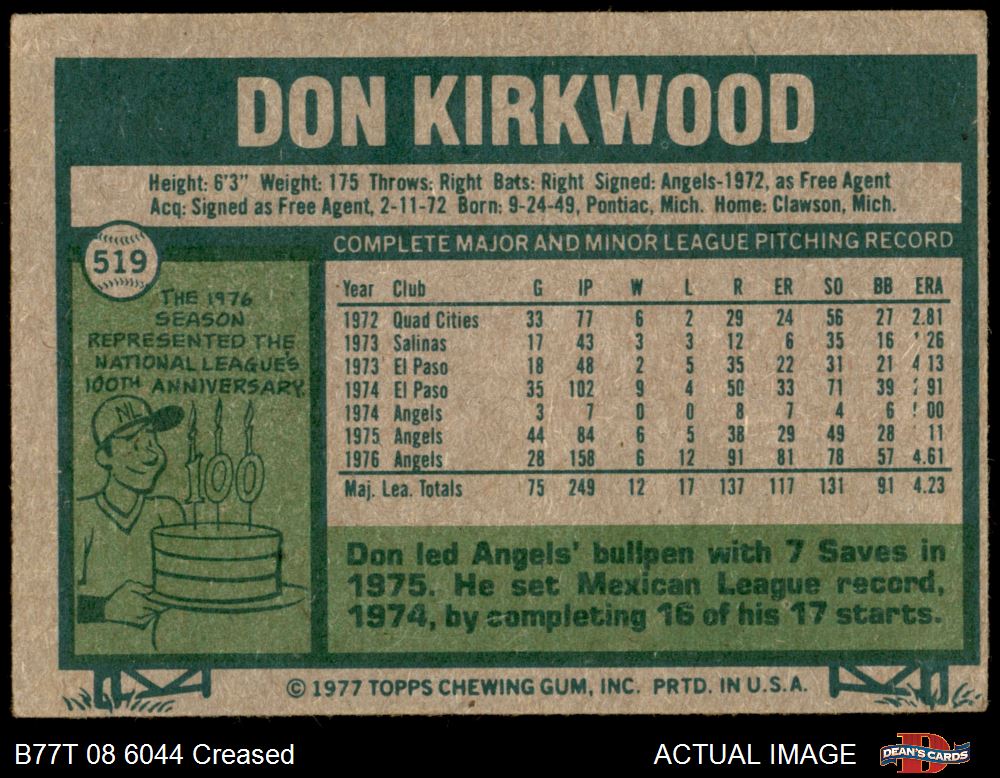 DON KIRKWOOD
Height: 6'3" Weight: 175 Throws: Right Bats: Right Signed: Angels-1972, as Free Agent
Acq: Signed as Free Agent, 2-11-72 Born: 9-24-49, Pontiac, Mich. Home: Clawson, Mich.
519
THE 1976
SEASON
REPRESENTED THE
NATIONAL LEAGUE'S
100TH ANNIVERSARY.
NL
100
COMPLETE MAJOR AND MINOR LEAGUE PITCHING RECORD
Year Club G IP W L R ER SO BB ERA
1972 Quad Cities 33 77 6 2 29 24 56 27 2.81
1973 Salinas 17 43 3 3 12 6 35 16 26
1973 El Paso 18 48 2 5 35 22 31 21 4 13
1974 El Paso 35 102 9 4 50 33 71 39 91
1974 Angels 3 7 0 0 8 7 4 6 00
1975 Angels 44 84 6 5 38 29 49 28 11
1976 Angels 28 158 6 12 91 81 78 57 4.61
Maj. Lea. Totals 75 249 12 17 137 117 131 91 4.23
Don led Angels' bullpen with 7 Saves in
1975. He set Mexican League record,
1974, by completing 16 of his 17 starts.
© 1977 TOPPS CHEWING GUM, INC. PRTD. IN U.S.A.
B77T 08 6044 Creased
ACTUAL IMAGE
DEAN'S CARDS